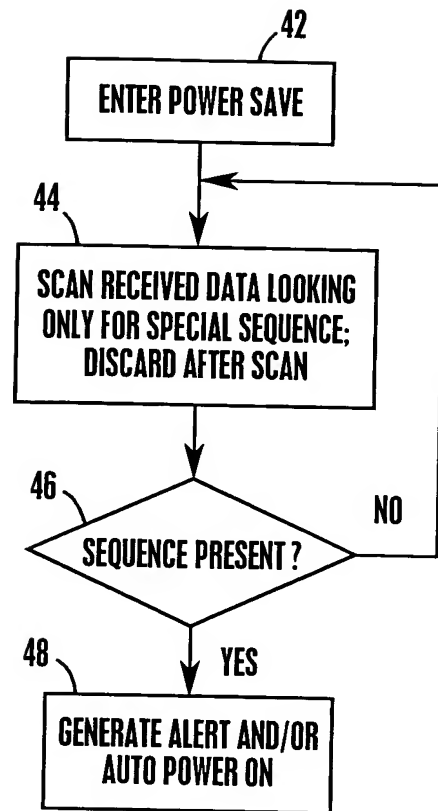 42
ENTER POWER SAVE
44
SCAN RECEIVED DATA LOOKING
ONLY FOR SPECIAL SEQUENCE;
DISCARD AFTER SCAN
46
SEQUENCE PRESENT?
NO
YES
48
GENERATE ALERT AND/OR
AUTO POWER ON